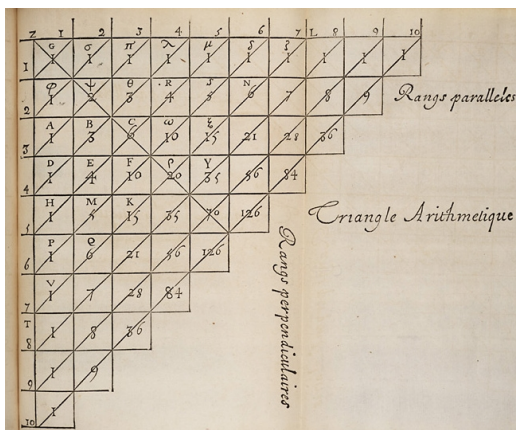 Z 1 2 3 4 5 6 7 L 8 9 10
G σ π λ μ δ ζ
1 1 1 1 1 1 1 1 1 1 1
φ ψ θ R S N
2 1 2 3 4 5 6 7 8 9 Rangs paralleles
A B C ω ξ
3 1 3 6 10 15 21 28 36
D E F ρ Y
4 1 4 10 20 35 56 84
H M K
5 1 5 15 35 70 126 Triangle Arithmetique
P Q
6 1 6 21 56 126 Rangs perpendiculaires
V
7 1 7 28 84
T
8 1 8 36
9 1 9
10 1